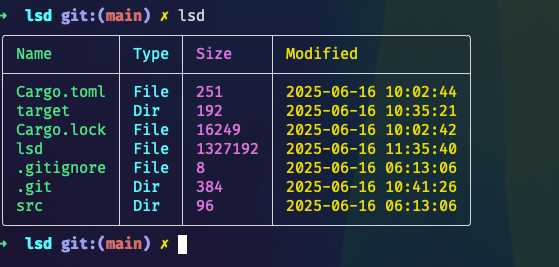 ➜ lsd git:(main) ✗ lsd
Name Type Size Modified
Cargo.toml File 251 2025-06-16 10:02:44
target Dir 192 2025-06-16 10:35:21
Cargo.lock File 16249 2025-06-16 10:02:42
lsd File 1327192 2025-06-16 11:35:40
.gitignore File 8 2025-06-16 06:13:06
.git Dir 384 2025-06-16 10:41:26
src Dir 96 2025-06-16 06:13:06
➜ lsd git:(main) ✗